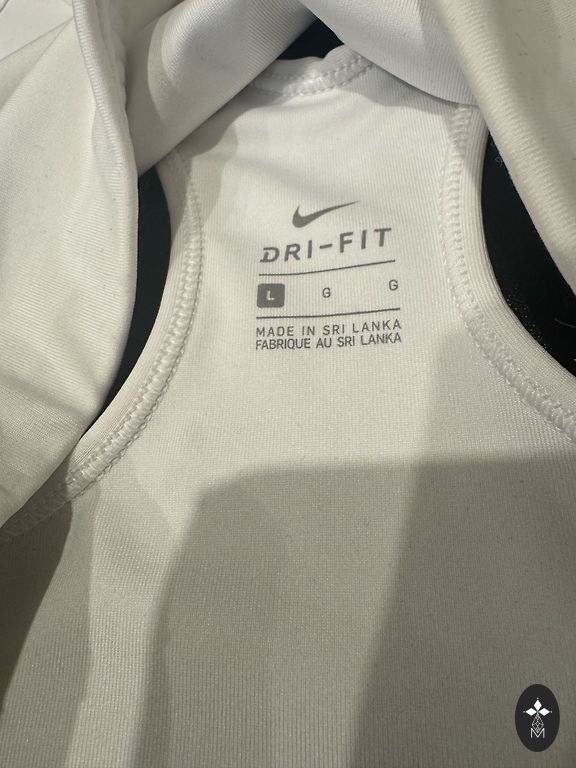 DRI-FIT
L G G
MADE IN SRI LANKA
FABRIQUE AU SRI LANKA
M